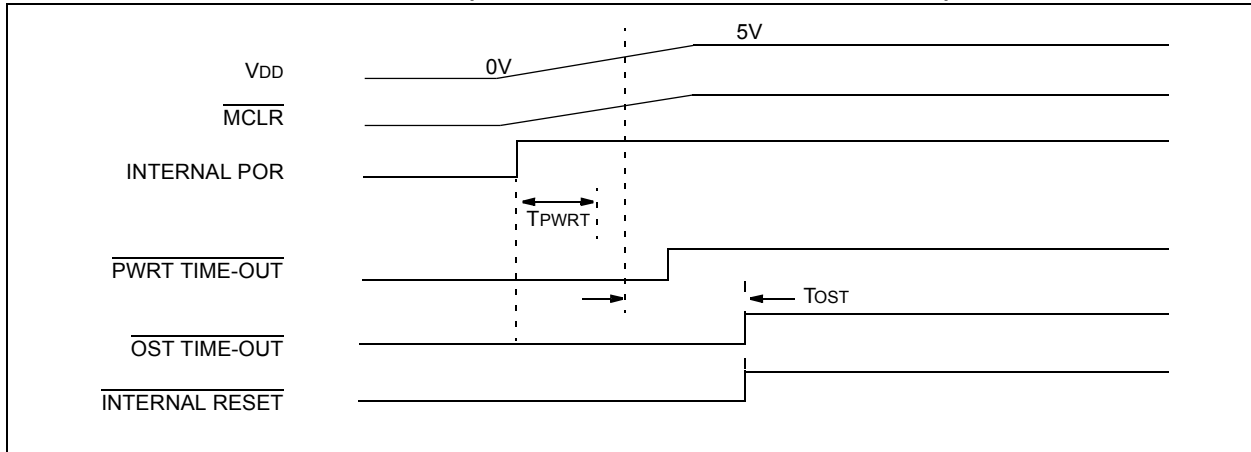 5V
0V
VDD
MCLR
INTERNAL POR
TPWRT
PWRT TIME-OUT
TOST
OST TIME-OUT
INTERNAL RESET